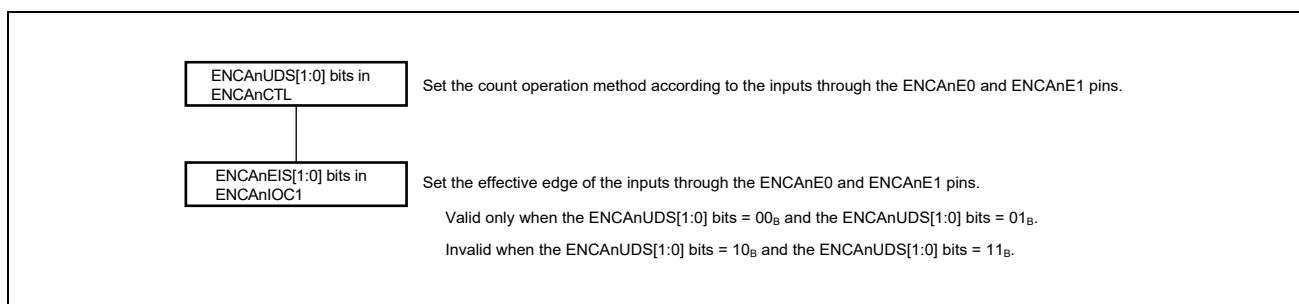 ENCAnUDS[1:0] bits in
ENCAnCTL
Set the count operation method according to the inputs through the ENCAnE0 and ENCAnE1 pins.
ENCAnEIS[1:0] bits in
ENCAnIOC1
Set the effective edge of the inputs through the ENCAnE0 and ENCAnE1 pins.
Valid only when the ENCAnUDS[1:0] bits = 00B and the ENCAnUDS[1:0] bits = 01B.
Invalid when the ENCAnUDS[1:0] bits = 10B and the ENCAnUDS[1:0] bits = 11B.